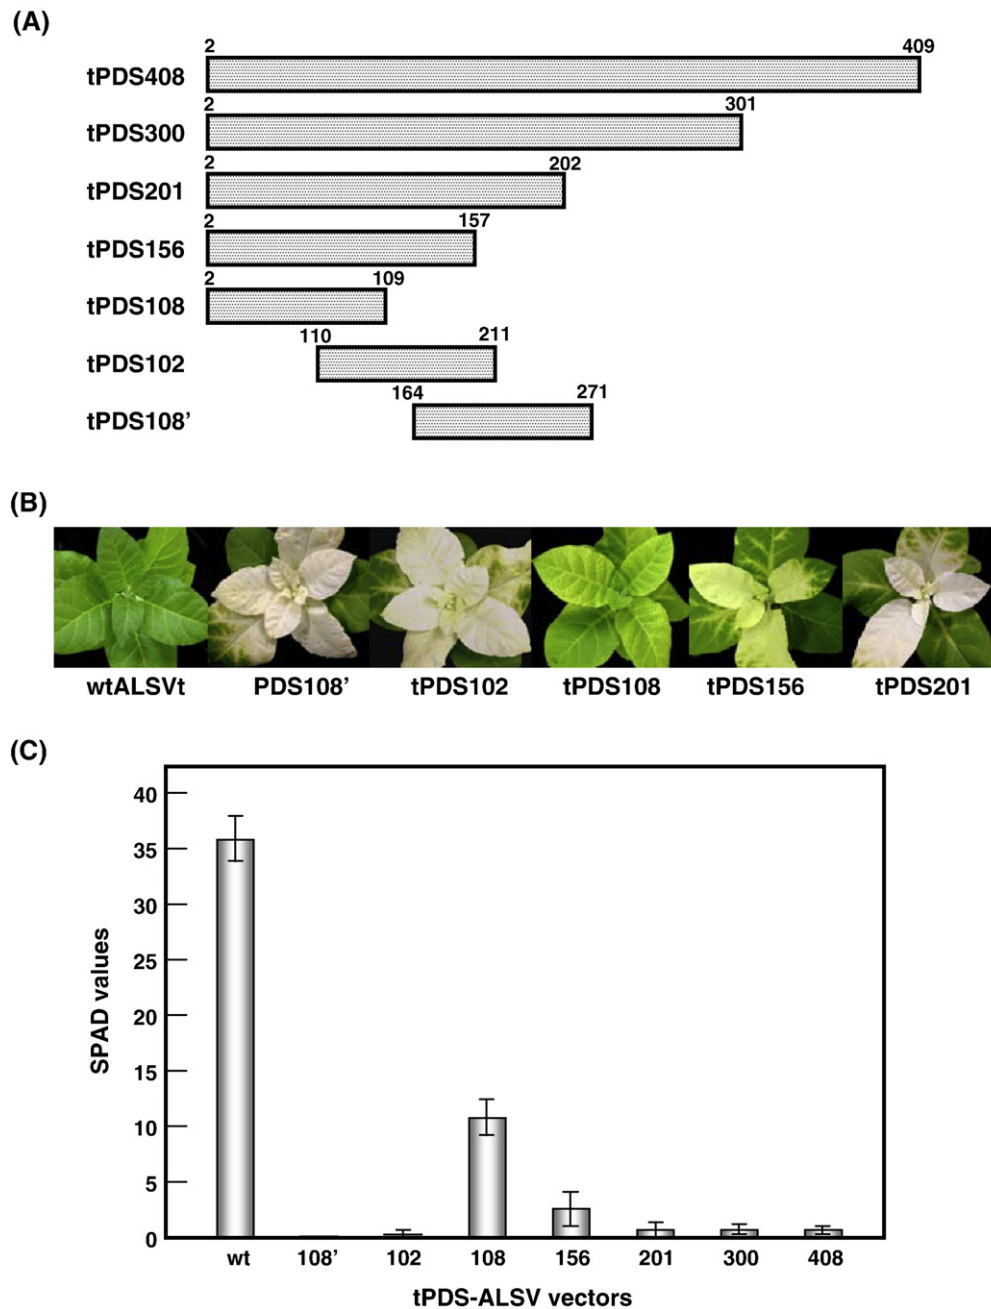 (A)
2 409
tPDS408
2 301
tPDS300
2 202
tPDS201
2 157
tPDS156
2 109
tPDS108
110 211
tPDS102
164 271
tPDS108’
(B)
wtALSVt PDS108’ tPDS102 tPDS108 tPDS156 tPDS201
(C)
40
35
30
25
20
15
10
5
0
SPAD values
wt 108’ 102 108 156 201 300 408
tPDS-ALSV vectors